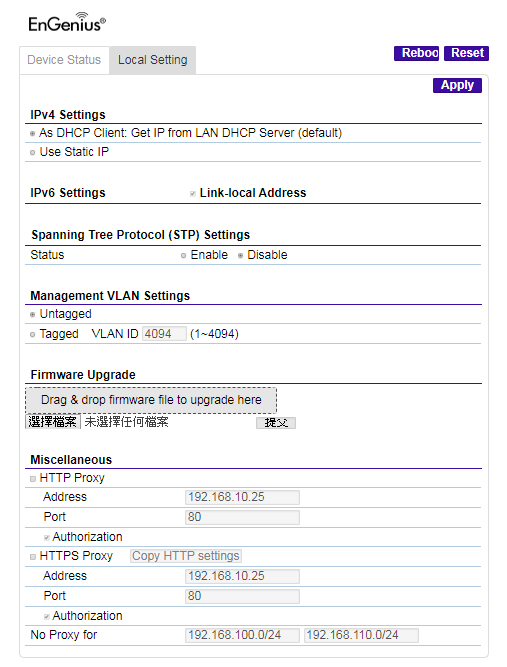 EnGenius®
Device Status Local Setting Reboo Reset
Apply
IPv4 Settings
As DHCP Client: Get IP from LAN DHCP Server (default)
Use Static IP
IPv6 Settings Link-local Address
Spanning Tree Protocol (STP) Settings
Status Enable Disable
Management VLAN Settings
Untagged
Tagged VLAN ID 4094 (1~4094)
Firmware Upgrade
Drag & drop firmware file to upgrade here
選擇檔案 未選擇任何檔案 提交
Miscellaneous
HTTP Proxy
Address 192.168.10.25
Port 80
Authorization
HTTPS Proxy Copy HTTP settings
Address 192.168.10.25
Port 80
Authorization
No Proxy for 192.168.100.0/24 192.168.110.0/24